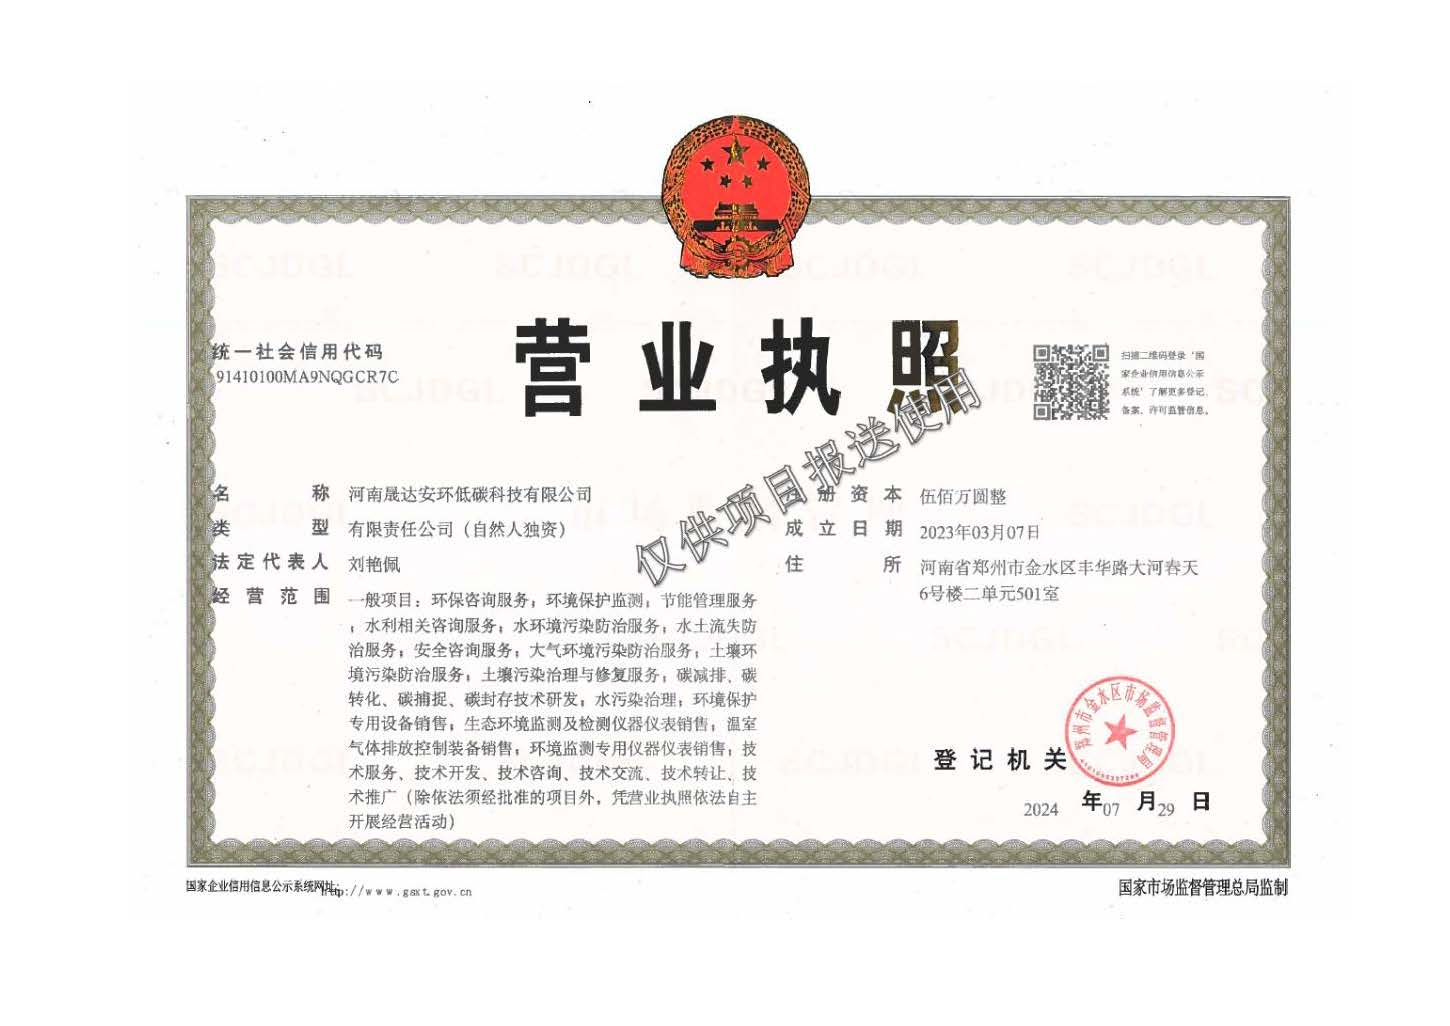 营业执照
统一社会信用代码
91410100MA9NQGCR7C
扫描二维码登录‘国
家企业信用信息公示
系统’了解更多登记、
备案、许可监管信息。
仅供项目报送使用
名称 河南晟达安环低碳科技有限公司
类型 有限责任公司（自然人独资）
法定代表人 刘艳佩
经营范围 一般项目：环保咨询服务；环境保护监测；节能管理服务
；水利相关咨询服务；水环境污染防治服务；水土流失防
治服务；安全咨询服务；大气环境污染防治服务；土壤环
境污染防治服务；土壤污染治理与修复服务；碳减排、碳
转化、碳捕捉、碳封存技术研发；水污染治理；环境保护
专用设备销售；生态环境监测及检测仪器仪表销售；温室
气体排放控制装备销售；环境监测专用仪器仪表销售；技
术服务、技术开发、技术咨询、技术交流、技术转让、技
术推广（除依法须经批准的项目外，凭营业执照依法自主
开展经营活动）
注册资本 伍佰万圆整
成立日期 2023年03月07日
住所 河南省郑州市金水区丰华路大河春天
6号楼二单元501室
登记机关
郑州市金水区市场监督管理局
2024年07月29日
国家企业信用信息公示系统网址：http://www.gsxt.gov.cn
国家市场监督管理总局监制